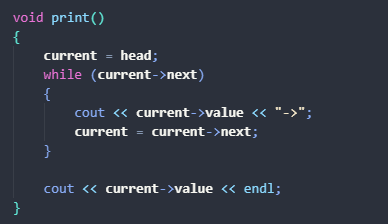 void print()
{
    current = head;
    while (current->next)
    {
        cout << current->value << "->";
        current = current->next;
    }

    cout << current->value << endl;
}